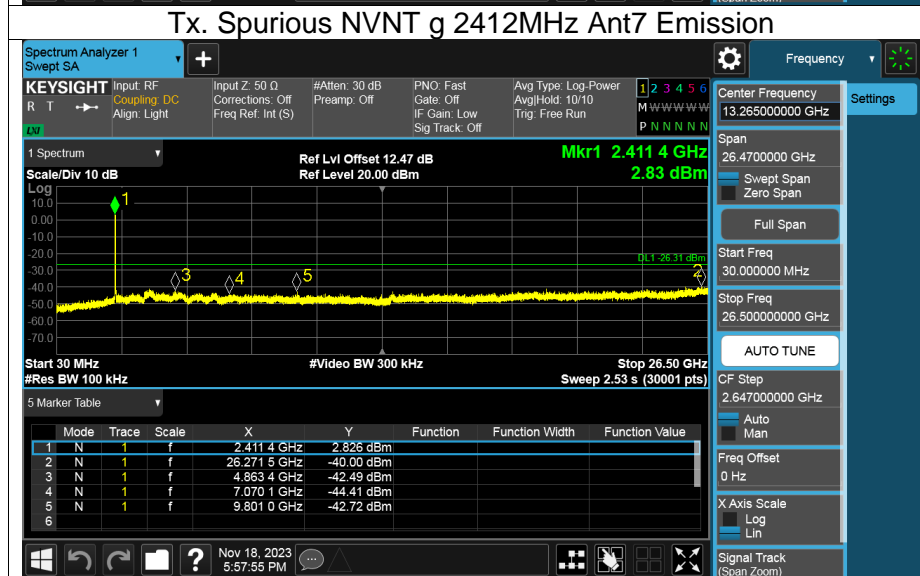 (Span Zoom)
Tx. Spurious NVNT g 2412MHz Ant7 Emission
Spectrum Analyzer 1
Swept SA
+
Frequency
KEYSIGHT
R T
LXI
Input: RF
Coupling: DC
Align: Light
Input Z: 50 Ω
Corrections: Off
Freq Ref: Int (S)
#Atten: 30 dB
Preamp: Off
PNO: Fast
Gate: Off
IF Gain: Low
Sig Track: Off
Avg Type: Log-Power
Avg|Hold: 10/10
Trig: Free Run
1 2 3 4 5 6
M W W W W W
P N N N N N
Center Frequency
13.265000000 GHz
Settings
Span
26.4700000 GHz
Swept Span
Zero Span
Full Span
Start Freq
30.000000 MHz
Stop Freq
26.500000000 GHz
AUTO TUNE
CF Step
2.647000000 GHz
Auto
Man
Freq Offset
0 Hz
X Axis Scale
Log
Lin
Signal Track
(Span Zoom)
1 Spectrum
Scale/Div 10 dB
Ref Lvl Offset 12.47 dB
Ref Level 20.00 dBm
Mkr1 2.411 4 GHz
2.83 dBm
Log
10.0
0.00
-10.0
-20.0
-30.0
-40.0
-50.0
-60.0
-70.0
1
3
4
5
2
DL1 -26.31 dBm
Start 30 MHz
#Res BW 100 kHz
#Video BW 300 kHz
Stop 26.50 GHz
Sweep 2.53 s (30001 pts)
5 Marker Table
Mode Trace Scale X Y Function Function Width Function Value
1 N 1 f 2.411 4 GHz 2.826 dBm
2 N 1 f 26.271 5 GHz -40.00 dBm
3 N 1 f 4.863 4 GHz -42.49 dBm
4 N 1 f 7.070 1 GHz -44.41 dBm
5 N 1 f 9.801 0 GHz -42.72 dBm
6
?
Nov 18, 2023
5:57:55 PM